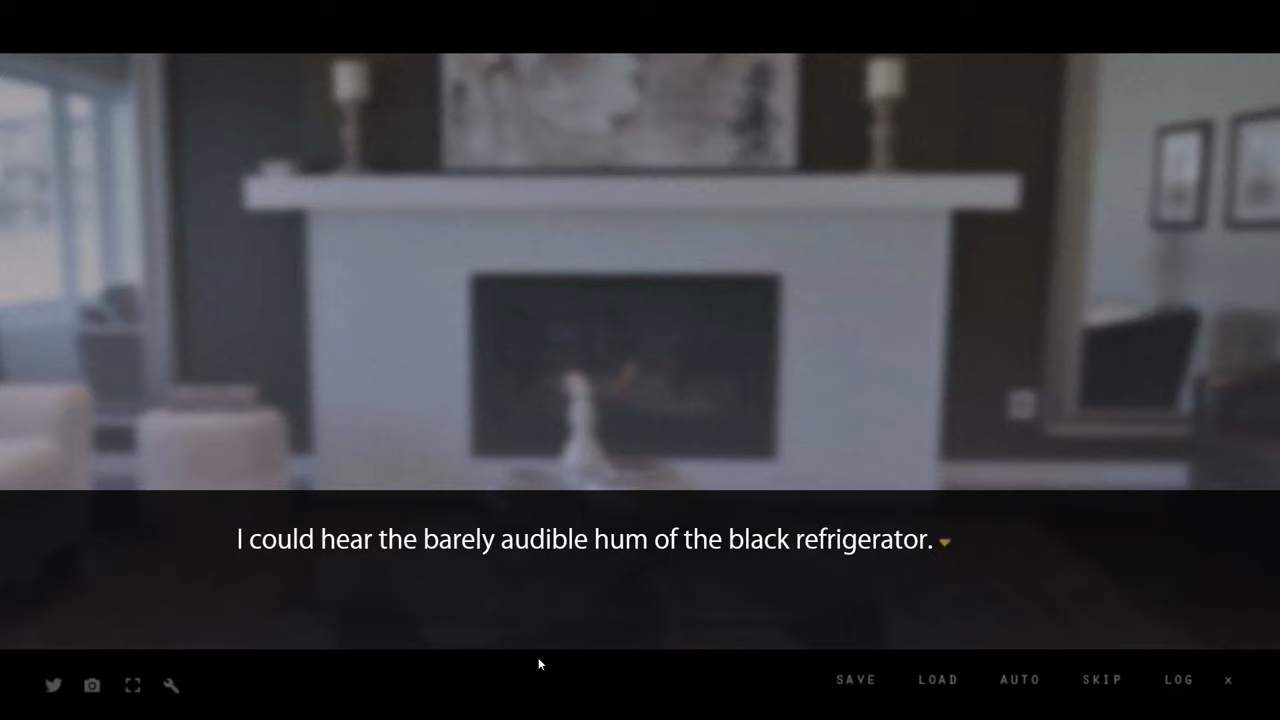 I could hear the barely audible hum of the black refrigerator.
SAVE LOAD AUTO SKIP LOG x